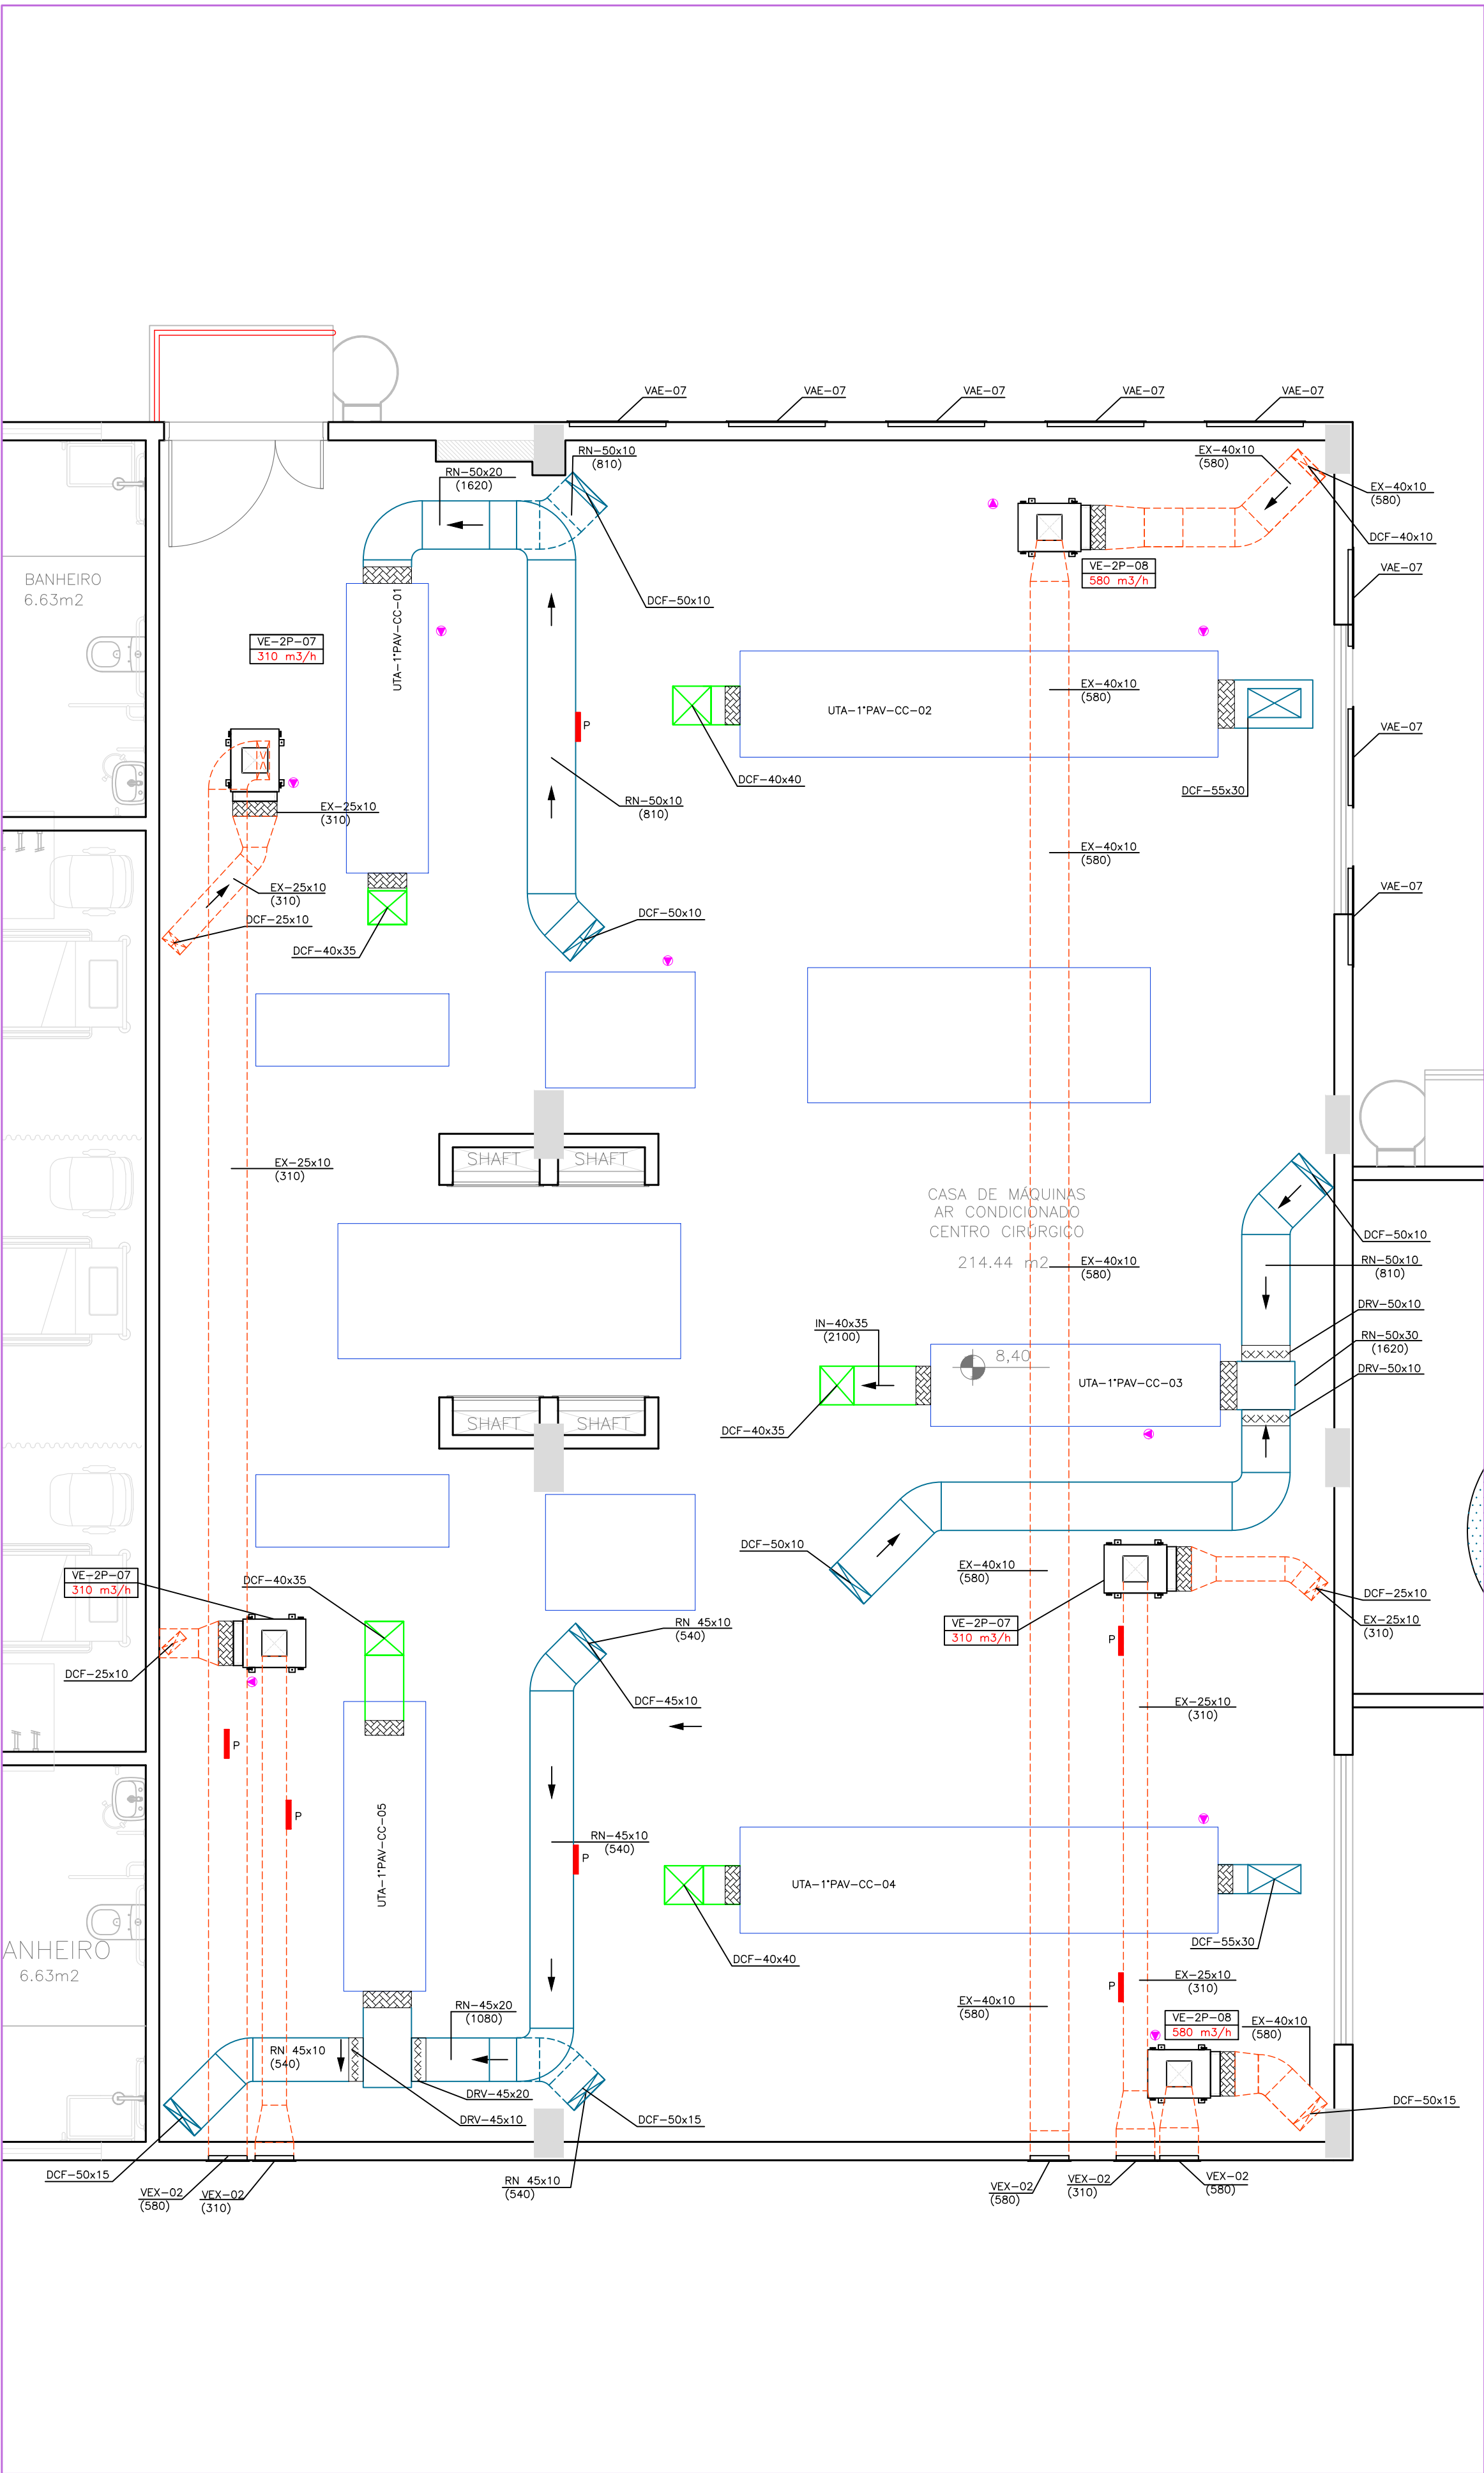 VAE-07
VAE-07
VAE-07
VAE-07
VAE-07
RN-50x10
(810)
RN-50x20
(1620)
EX-40x10
(580)
EX-40x10
(580)
DCF-40x10
VAE-07
VE-2P-08
580 m3/h
BANHEIRO
6.63m2
DCF-50x10
UTA-1°PAV-CC-01
VE-2P-07
310 m3/h
EX-40x10
(580)
UTA-1°PAV-CC-02
P
VAE-07
DCF-40x40
DCF-55x30
EX-25x10
(310)
RN-50x10
(810)
EX-40x10
(580)
EX-25x10
(310)
VAE-07
DCF-25x10
DCF-50x10
DCF-40x35
SHAFT
SHAFT
EX-25x10
(310)
CASA DE MÁQUINAS
AR CONDICIONADO
CENTRO CIRÚRGICO
214.44 m2
DCF-50x10
EX-40x10
(580)
RN-50x10
(810)
DRV-50x10
IN-40x35
(2100)
RN-50x30
(1620)
8,40
DRV-50x10
UTA-1°PAV-CC-03
SHAFT
SHAFT
DCF-40x35
DCF-50x10
EX-40x10
(580)
VE-2P-07
310 m3/h
DCF-40x35
DCF-25x10
EX-25x10
(310)
RN 45x10
(540)
VE-2P-07
310 m3/h
P
DCF-25x10
DCF-45x10
EX-25x10
(310)
P
P
UTA-1°PAV-CC-05
RN-45x10
(540)
P
UTA-1°PAV-CC-04
ANHEIRO
6.63m2
DCF-40x40
DCF-55x30
EX-25x10
(310)
P
RN-45x20
(1080)
EX-40x10
(580)
VE-2P-08
580 m3/h
EX-40x10
(580)
RN 45x10
(540)
DRV-45x20
DRV-45x10
DCF-50x15
DCF-50x15
DCF-50x15
RN 45x10
(540)
VEX-02
(580)
VEX-02
(310)
VEX-02
(580)
VEX-02
(310)
VEX-02
(580)